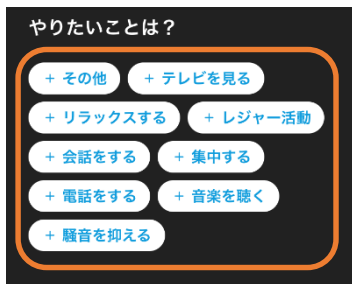 やりたいことは？
+ その他 + テレビを見る
+ リラックスする + レジャー活動
+ 会話をする + 集中する
+ 電話をする + 音楽を聴く
+ 騒音を抑える